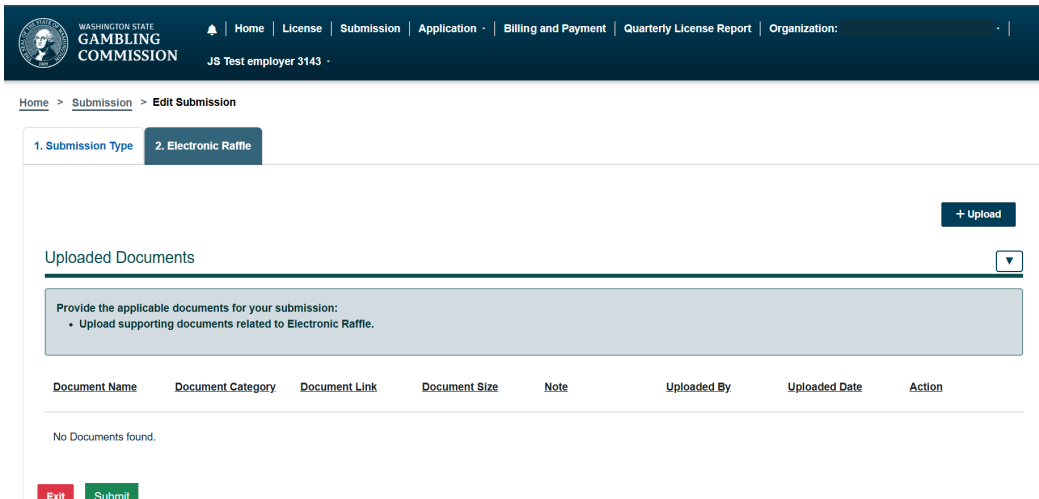 WASHINGTON STATE
GAMBLING
COMMISSION
Home | License | Submission | Application - | Billing and Payment | Quarterly License Report | Organization: - |
JS Test employer 3143 -
Home > Submission > Edit Submission
1. Submission Type
2. Electronic Raffle
+ Upload
Uploaded Documents
▼
Provide the applicable documents for your submission:
• Upload supporting documents related to Electronic Raffle.
Document Name Document Category Document Link Document Size Note Uploaded By Uploaded Date Action
No Documents found.
Exit Submit